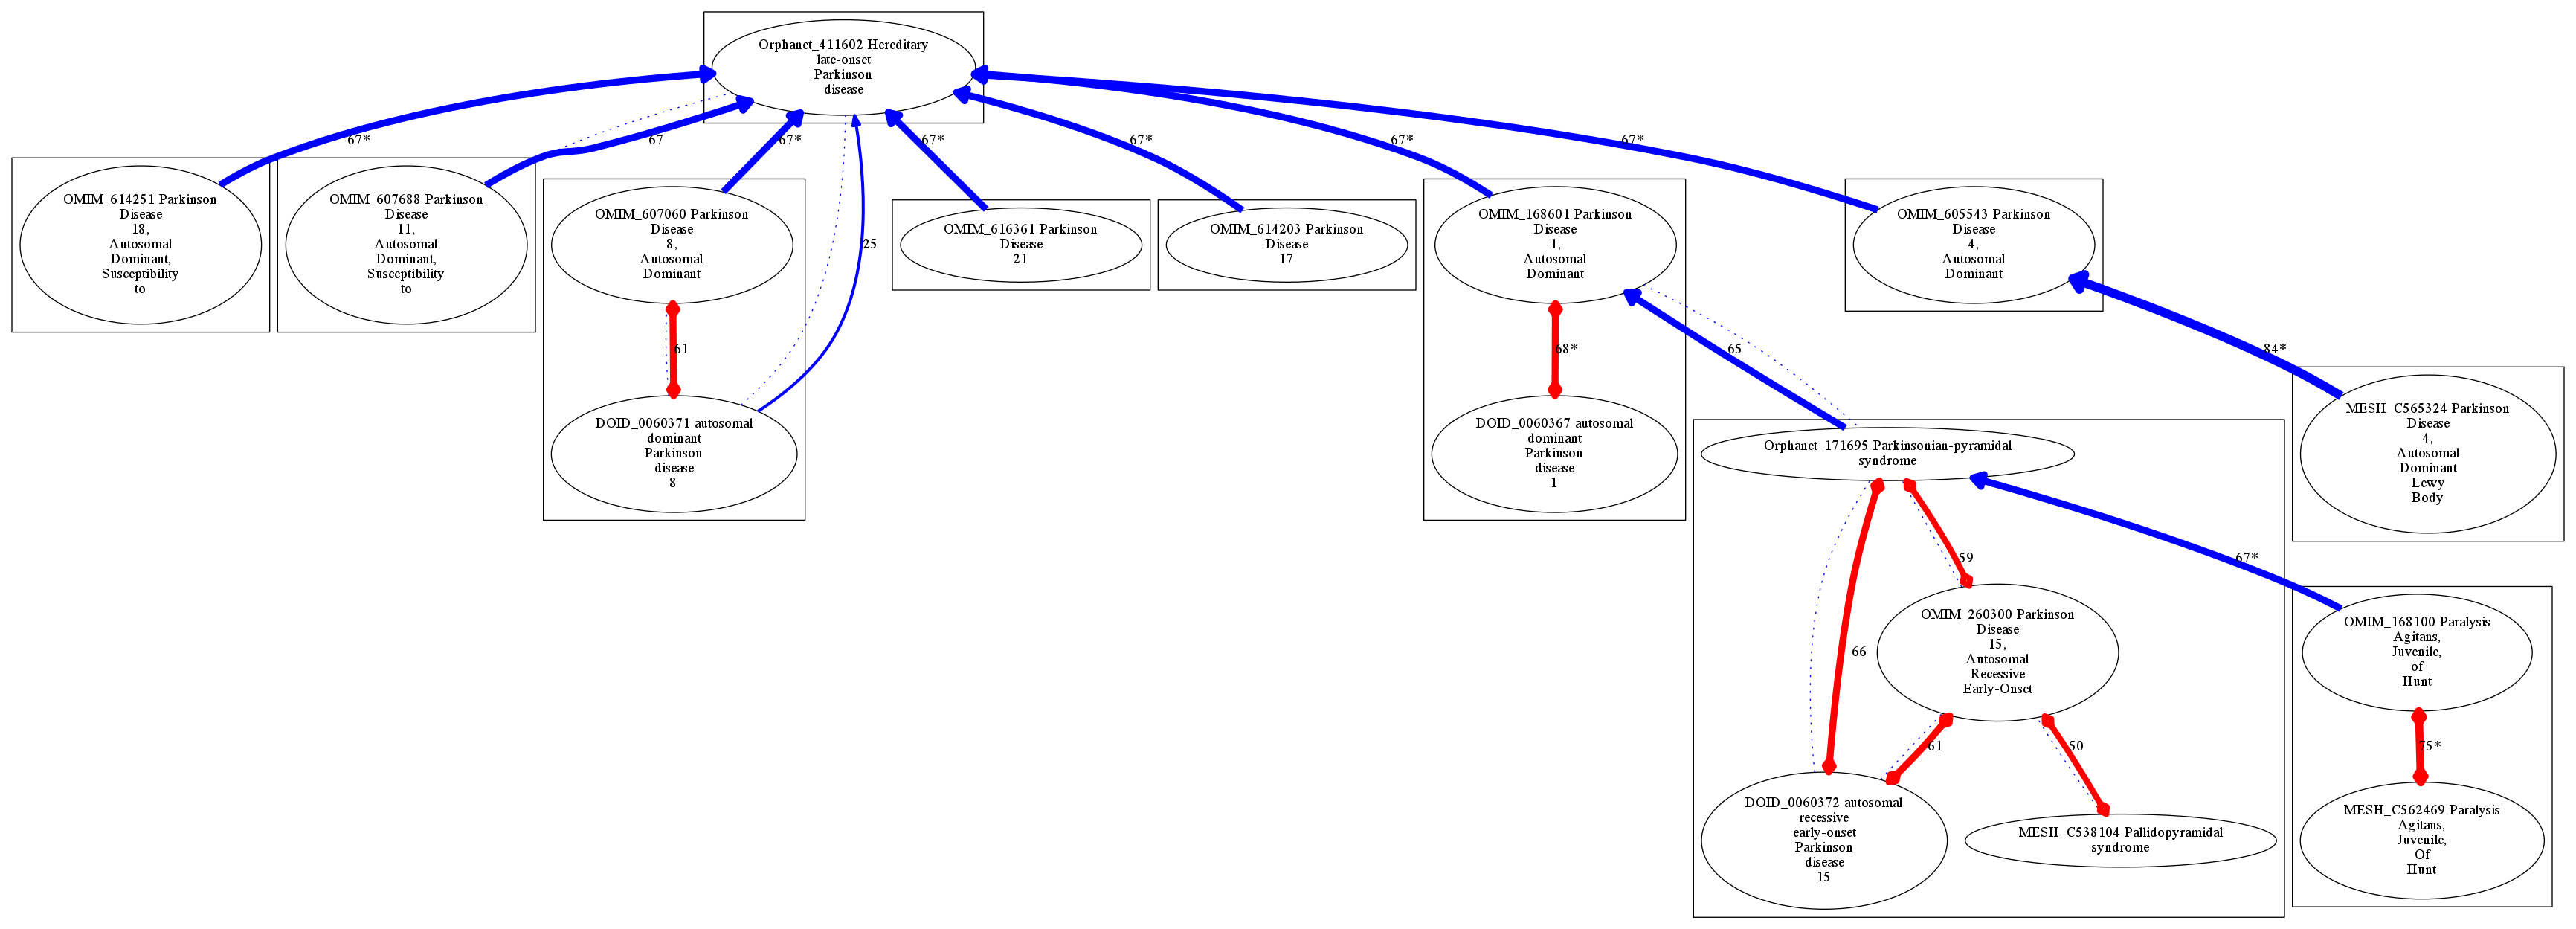 Orphanet_411602 Hereditary
late-onset
Parkinson
disease
67*
67
67*
67*
67*
67*
67*
OMIM_614251 Parkinson
Disease
18,
Autosomal
Dominant,
Susceptibility
to
OMIM_607688 Parkinson
Disease
11,
Autosomal
Dominant,
Susceptibility
to
OMIM_607060 Parkinson
Disease
8,
Autosomal
Dominant
25
OMIM_616361 Parkinson
Disease
21
OMIM_614203 Parkinson
Disease
17
OMIM_168601 Parkinson
Disease
1,
Autosomal
Dominant
OMIM_605543 Parkinson
Disease
4,
Autosomal
Dominant
61
68*
65
84*
DOID_0060371 autosomal
dominant
Parkinson
disease
8
DOID_0060367 autosomal
dominant
Parkinson
disease
1
Orphanet_171695 Parkinsonian-pyramidal
syndrome
MESH_C565324 Parkinson
Disease
4,
Autosomal
Dominant
Lewy
Body
59
67*
66
OMIM_260300 Parkinson
Disease
15,
Autosomal
Recessive
Early-Onset
OMIM_168100 Paralysis
Agitans,
Juvenile,
of
Hunt
61
50
75*
DOID_0060372 autosomal
recessive
early-onset
Parkinson
disease
15
MESH_C538104 Pallidopyramidal
syndrome
MESH_C562469 Paralysis
Agitans,
Juvenile,
Of
Hunt